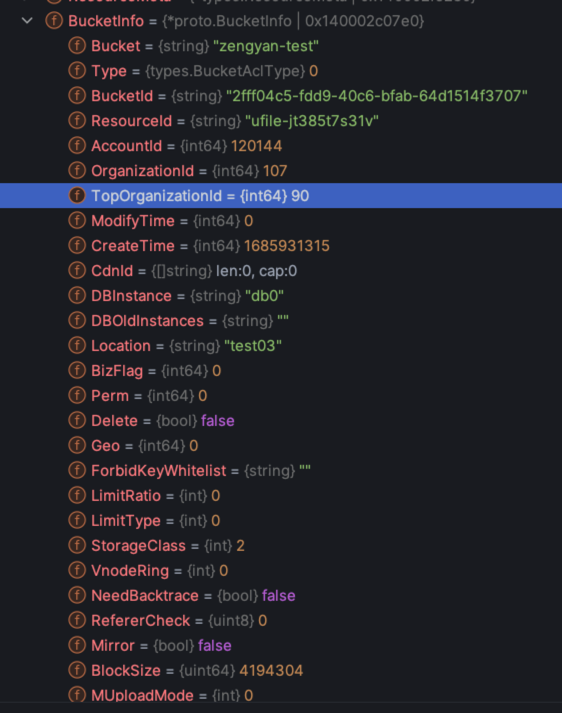 BucketInfo = {*proto.BucketInfo | 0x140002c07e0}
Bucket = {string} "zengyan-test"
Type = {types.BucketAclType} 0
BucketId = {string} "2fff04c5-fdd9-40c6-bfab-64d1514f3707"
ResourceId = {string} "ufile-jt385t7s31v"
AccountId = {int64} 120144
OrganizationId = {int64} 107
TopOrganizationId = {int64} 90
ModifyTime = {int64} 0
CreateTime = {int64} 1685931315
CdnId = {[]string} len:0, cap:0
DBInstance = {string} "db0"
DBOldInstances = {string} ""
Location = {string} "test03"
BizFlag = {int64} 0
Perm = {int64} 0
Delete = {bool} false
Geo = {int64} 0
ForbidKeyWhitelist = {string} ""
LimitRatio = {int} 0
LimitType = {int} 0
StorageClass = {int} 2
VnodeRing = {int} 0
NeedBacktrace = {bool} false
RefererCheck = {uint8} 0
Mirror = {bool} false
BlockSize = {uint64} 4194304
MUploadMode = {int} 0